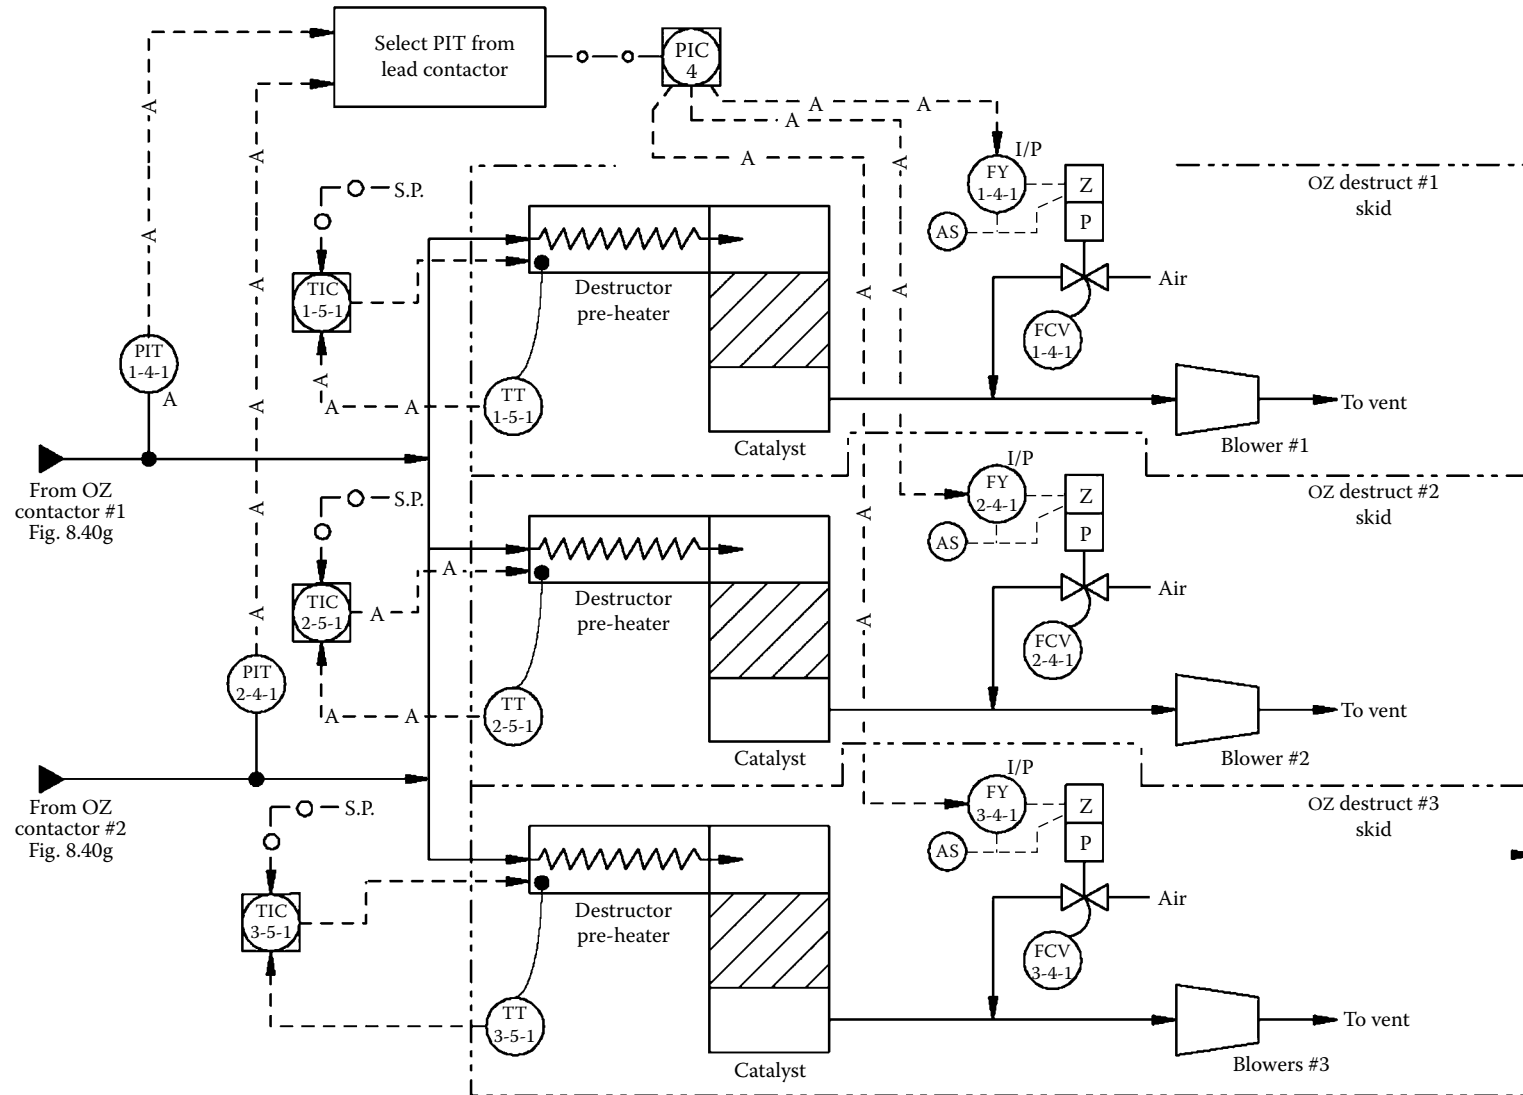 Select PIT from
lead contactor
PIC
4
A
A
A
A
A
I/P
FY
1-4-1
Z
P
AS
OZ destruct #1
skid
A
A
A
A
S.P.
TIC
1-5-1
A
A
A
TT
1-5-1
Destructor
pre-heater
Catalyst
A
A
A
Air
FCV
1-4-1
To vent
Blower #1
PIT
1-4-1
A
From OZ
contactor #1
Fig. 8.40g
A
A
S.P.
TIC
2-5-1
A
A
A
A
TT
2-5-1
Destructor
pre-heater
Catalyst
I/P
FY
2-4-1
Z
P
AS
OZ destruct #2
skid
A
A
Air
FCV
2-4-1
To vent
Blower #2
A
PIT
2-4-1
From OZ
contactor #2
Fig. 8.40g
S.P.
TIC
3-5-1
TT
3-5-1
Destructor
pre-heater
Catalyst
I/P
FY
3-4-1
Z
P
AS
OZ destruct #3
skid
Air
FCV
3-4-1
To vent
Blowers #3